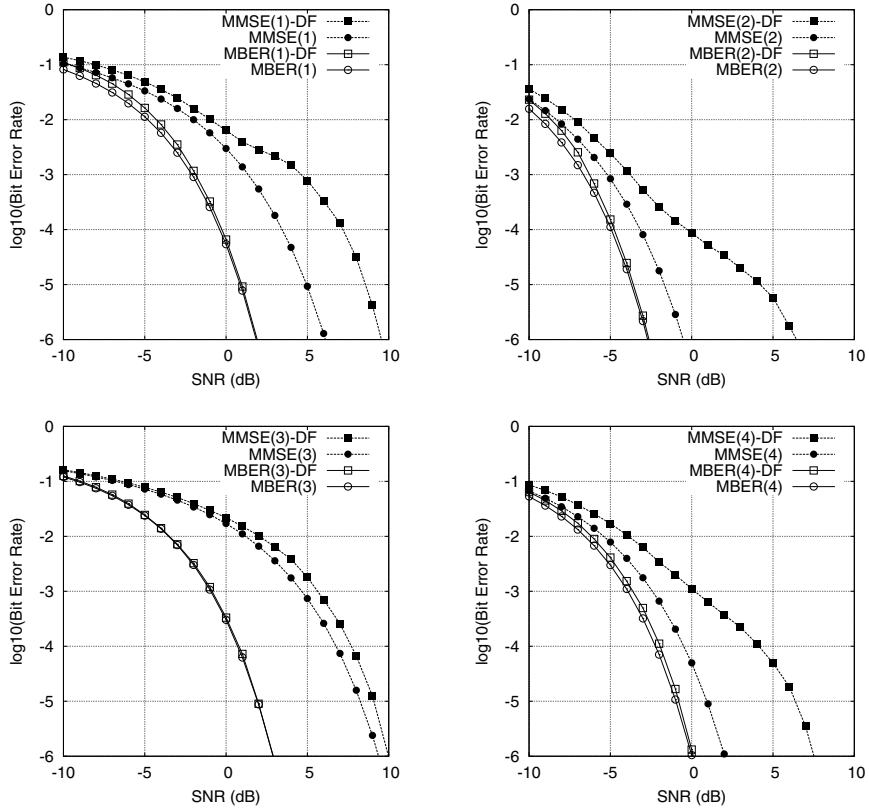 0
-1
-2
-3
-4
-5
-6
log10(Bit Error Rate)
-10
-5
0
5
10
SNR (dB)
MMSE(1)-DF
MMSE(1)
MBER(1)-DF
MBER(1)
0
-1
-2
-3
-4
-5
-6
log10(Bit Error Rate)
-10
-5
0
5
10
SNR (dB)
MMSE(2)-DF
MMSE(2)
MBER(2)-DF
MBER(2)
0
-1
-2
-3
-4
-5
-6
log10(Bit Error Rate)
-10
-5
0
5
10
SNR (dB)
MMSE(3)-DF
MMSE(3)
MBER(3)-DF
MBER(3)
0
-1
-2
-3
-4
-5
-6
log10(Bit Error Rate)
-10
-5
0
5
10
SNR (dB)
MMSE(4)-DF
MMSE(4)
MBER(4)-DF
MBER(4)